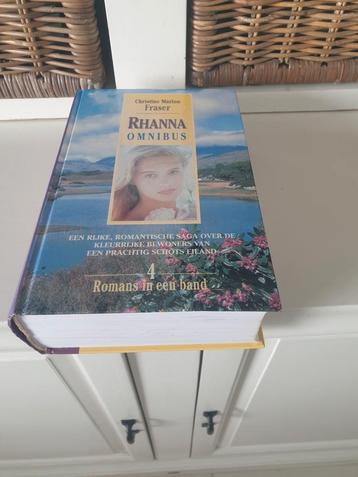 Christine Marion
Fraser
RHANNA
OMNIBUS
EEN RIJKE, ROMANTISCHE SAGA OVER DE
KLEURRIJKE BEWONERS VAN
EEN PRACHTIG SCHOTS EILAND
4
Romans in een band